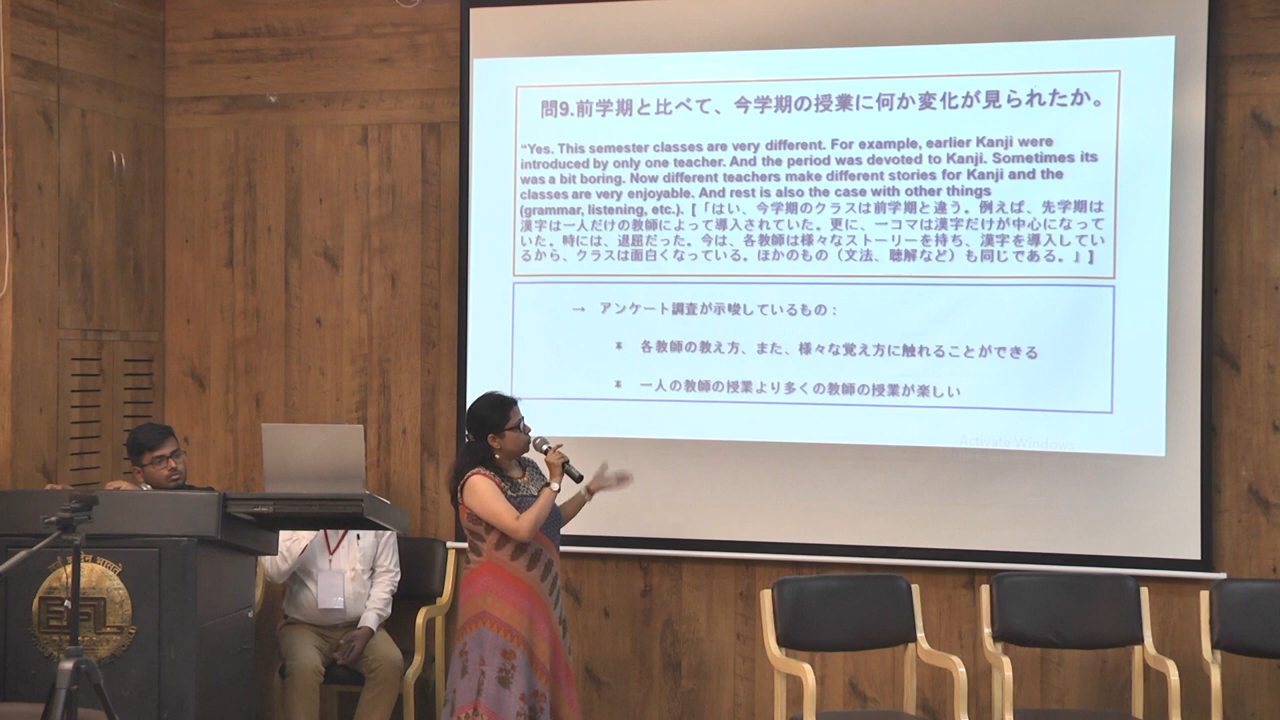 問9.前学期と比べて、今学期の授業に何か変化が見られたか。
“Yes. This semester classes are very different. For example, earlier Kanji were
introduced by only one teacher. And the period was devoted to Kanji. Sometimes its
was a bit boring. Now different teachers make different stories for Kanji and the
classes are very enjoyable. And rest is also the case with other things
(grammar, listening, etc.). [「はい、今学期のクラスは前学期と違う。例えば、先学期は
漢字は一人だけの教師によって導入されていた。更に、一コマは漢字だけが中心になって
いた。時には、退屈だった。今は、各教師は様々なストーリーを持ち、漢字を導入してい
るから、クラスは面白くなっている。ほかのもの（文法、聴解など）も同じである。』]
→ アンケート調査が示唆しているもの：
* 各教師の教え方、また、様々な覚え方に触れることができる
* 一人の教師の授業より多くの教師の授業が楽しい
Activate Windows